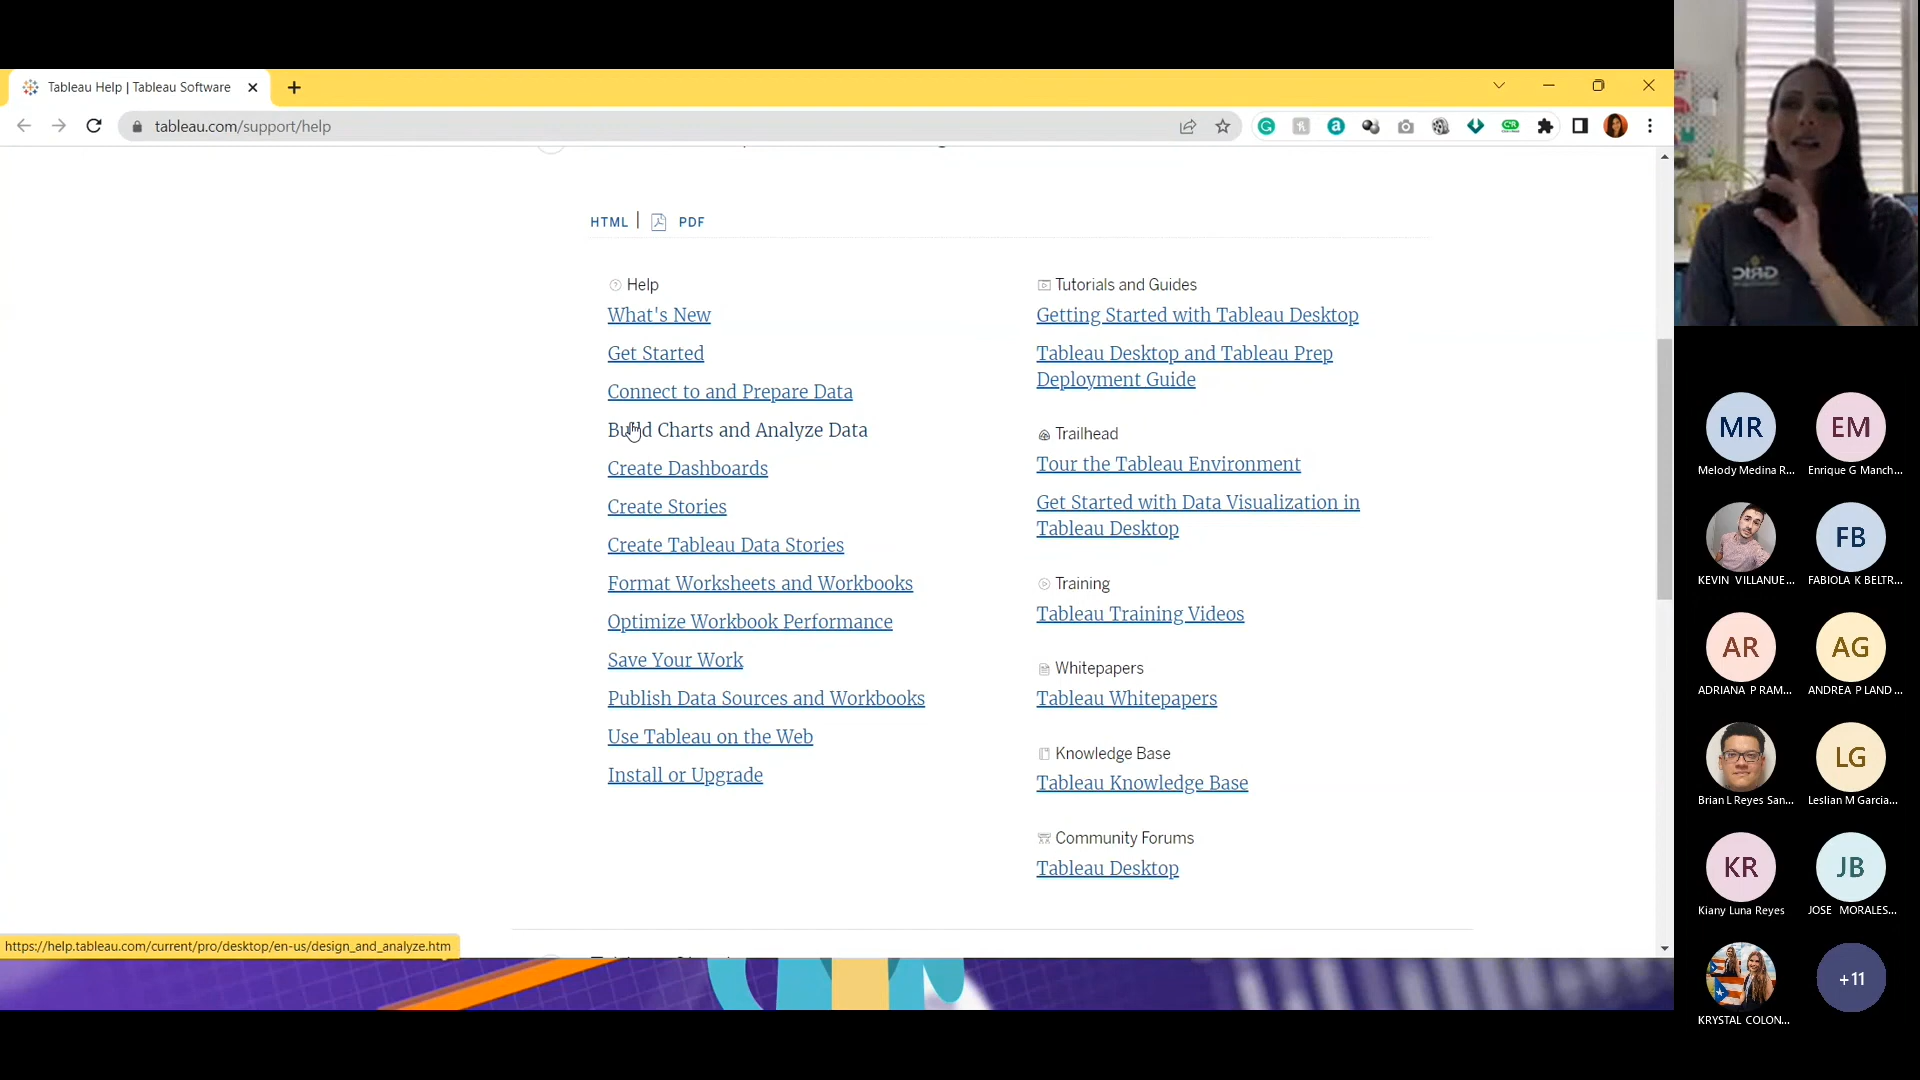 Tableau Help | Tableau Software
tableau.com/support/help
HTML | PDF
Help
What's New
Get Started
Connect to and Prepare Data
Build Charts and Analyze Data
Create Dashboards
Create Stories
Create Tableau Data Stories
Format Worksheets and Workbooks
Optimize Workbook Performance
Save Your Work
Publish Data Sources and Workbooks
Use Tableau on the Web
Install or Upgrade
Tutorials and Guides
Getting Started with Tableau Desktop
Tableau Desktop and Tableau Prep
Deployment Guide
Trailhead
Tour the Tableau Environment
Get Started with Data Visualization in
Tableau Desktop
Training
Tableau Training Videos
Whitepapers
Tableau Whitepapers
Knowledge Base
Tableau Knowledge Base
Community Forums
Tableau Desktop
https://help.tableau.com/current/pro/desktop/en-us/design_and_analyze.htm
GRIC
MR EM
Melody Medina R... Enrique G Manch...
FB
KEVIN VILLANUE... FABIOLA K BELTR...
AR AG
ADRIANA P RAM... ANDREA P LAND ...
LG
Brian L Reyes San... Leslian M Garcia...
KR JB
Kiany Luna Reyes JOSE MORALES...
+11
KRYSTAL COLON...